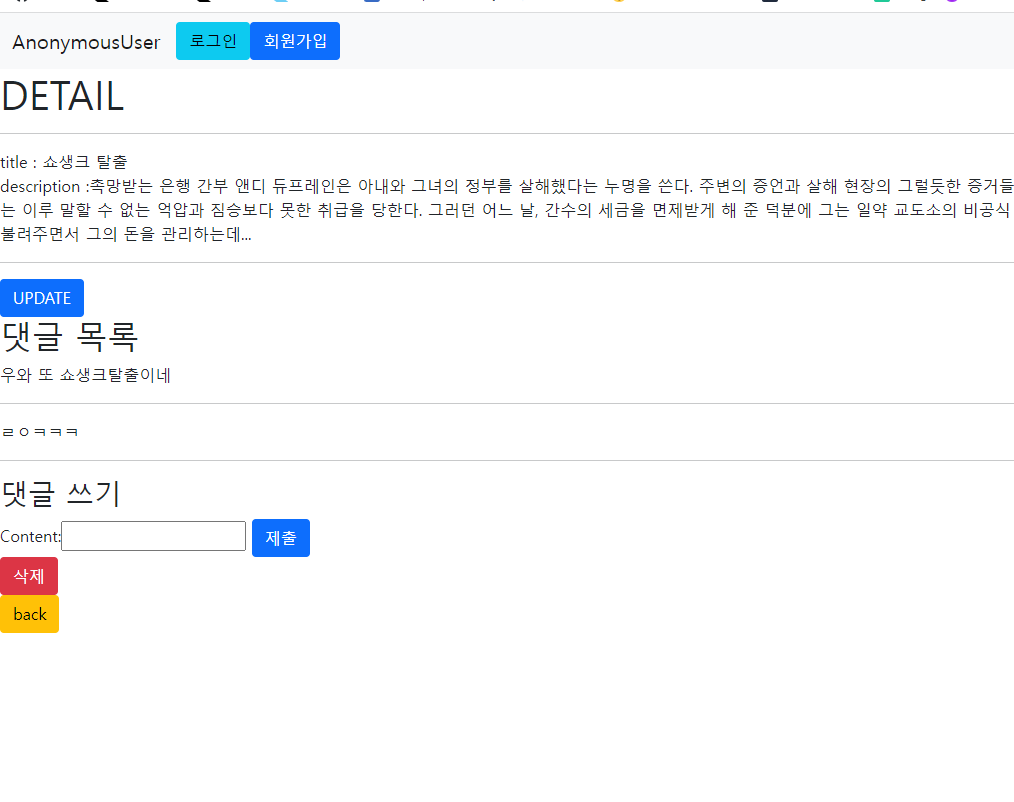 AnonymousUser 로그인 회원가입
DETAIL
title : 쇼생크 탈출
description :촉망받는 은행 간부 앤디 듀프레인은 아내와 그녀의 정부를 살해했다는 누명을 쓴다. 주변의 증언과 살해 현장의 그럴듯한 증거들
는 이루 말할 수 없는 억압과 짐승보다 못한 취급을 당한다. 그러던 어느 날, 간수의 세금을 면제받게 해 준 덕분에 그는 일약 교도소의 비공식
불려주면서 그의 돈을 관리하는데...
UPDATE
댓글 목록
우와 또 쇼생크탈출이네
ㄹㅇㅋㅋㅋ
댓글 쓰기
Content: 제출
삭제
back